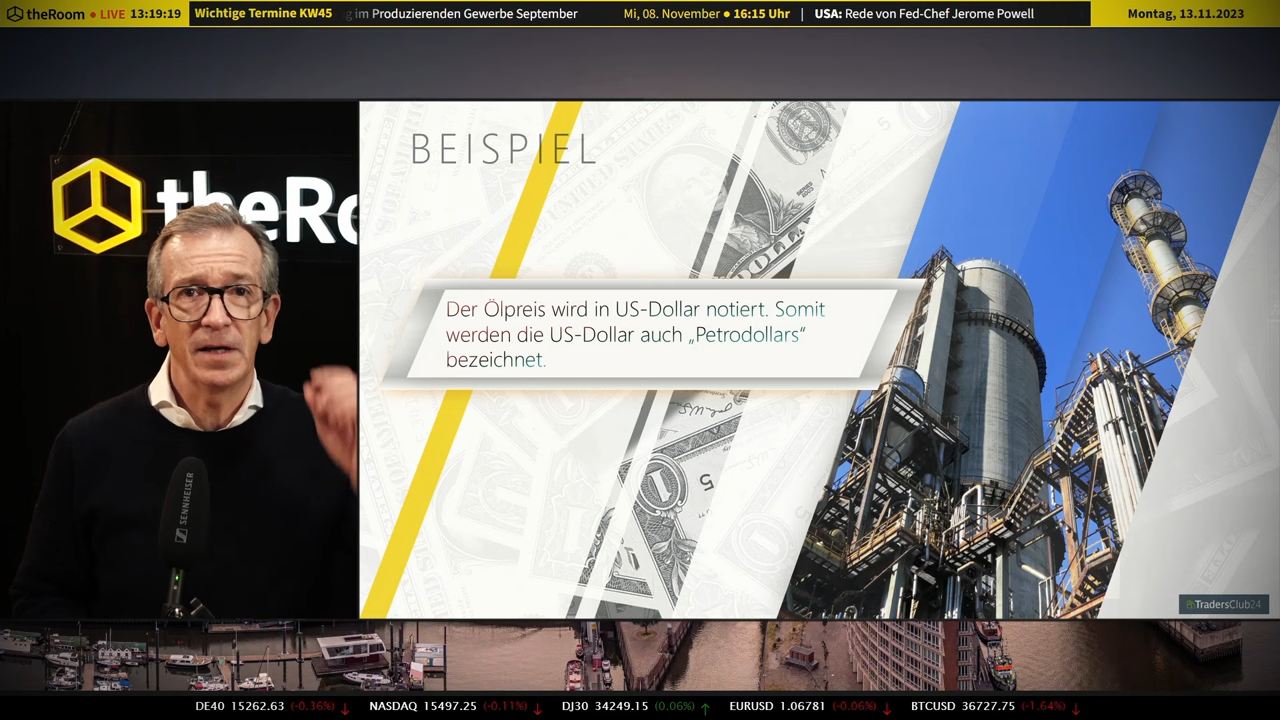 theRoom • LIVE 13:19:19
Wichtige Termine KW45
im Produzierenden Gewerbe September
Mi, 08. November • 16:15 Uhr | USA: Rede von Fed-Chef Jerome Powell
Montag, 13.11.2023
theRo
SENNHEISER
BEISPIEL
Der Ölpreis wird in US-Dollar notiert. Somit
werden die US-Dollar auch „Petrodollars“
bezeichnet.
TradersClub24
DE40 15262.63 (-0.36%) ↓ NASDAQ 15497.25 (-0.11%) ↓ DJ30 34249.15 (0.06%) ↑ EURUSD 1.06781 (-0.06%) ↓ BTCUSD 36727.75 (-1.64%) ↓